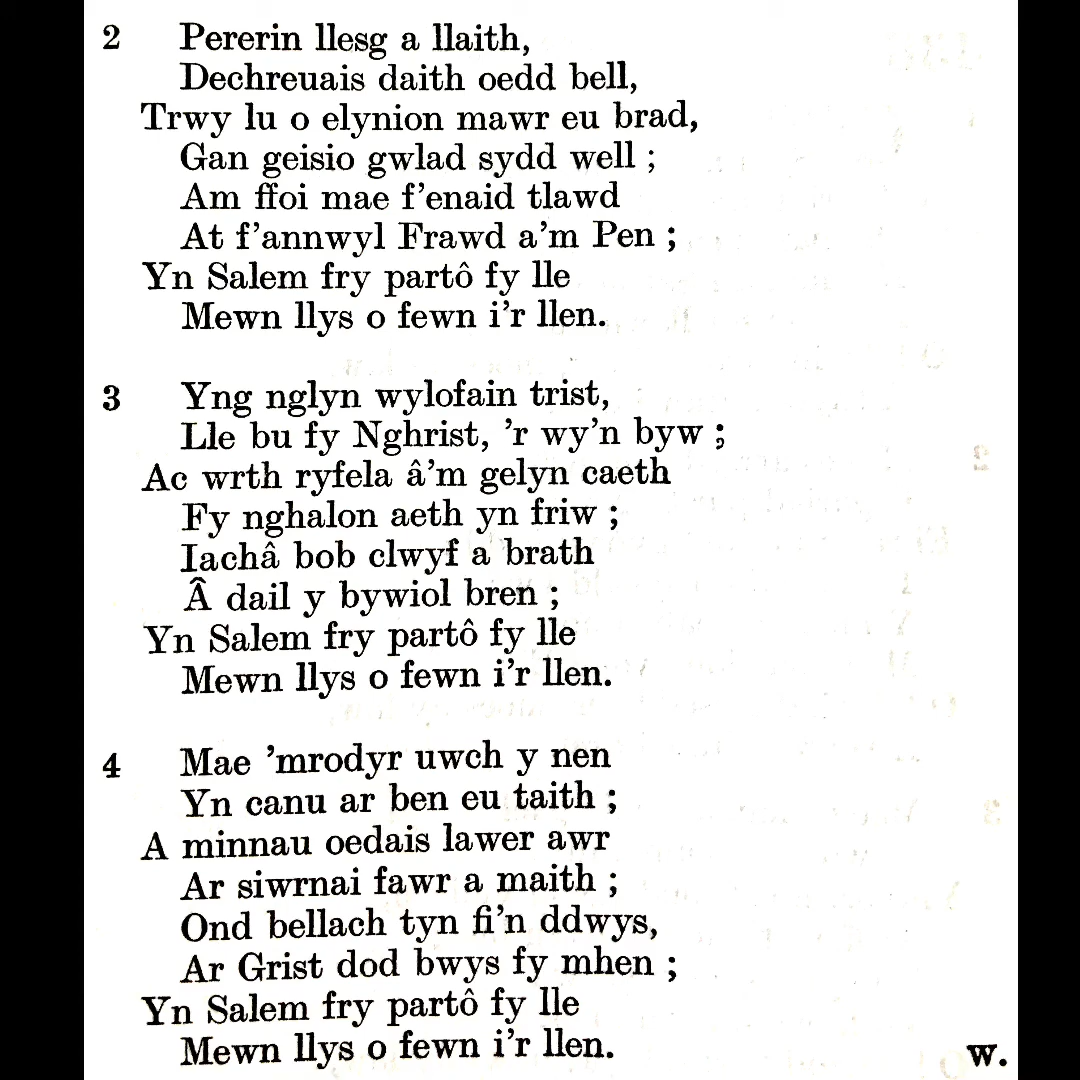 2 Pererin llesg a llaith,
Dechreuais daith oedd bell,
Trwy lu o elynion mawr eu brad,
Gan geisio gwlad sydd well ;
Am ffoi mae f’enaid tlawd
At f’annwyl Frawd a’m Pen ;
Yn Salem fry partô fy lle
Mewn llys o fewn i’r llen.
3 Yng nglyn wylofain trist,
Lle bu fy Nghrist, ’r wy’n byw ;
Ac wrth ryfela â’m gelyn caeth
Fy nghalon aeth yn friw ;
Iachâ bob clwyf a brath
Â dail y bywiol bren ;
Yn Salem fry partô fy lle
Mewn llys o fewn i’r llen.
4 Mae ’mrodyr uwch y nen
Yn canu ar ben eu taith ;
A minnau oedais lawer awr
Ar siwrnai fawr a maith ;
Ond bellach tyn fi’n ddwys,
Ar Grist dod bwys fy mhen ;
Yn Salem fry partô fy lle
Mewn llys o fewn i’r llen.
W.